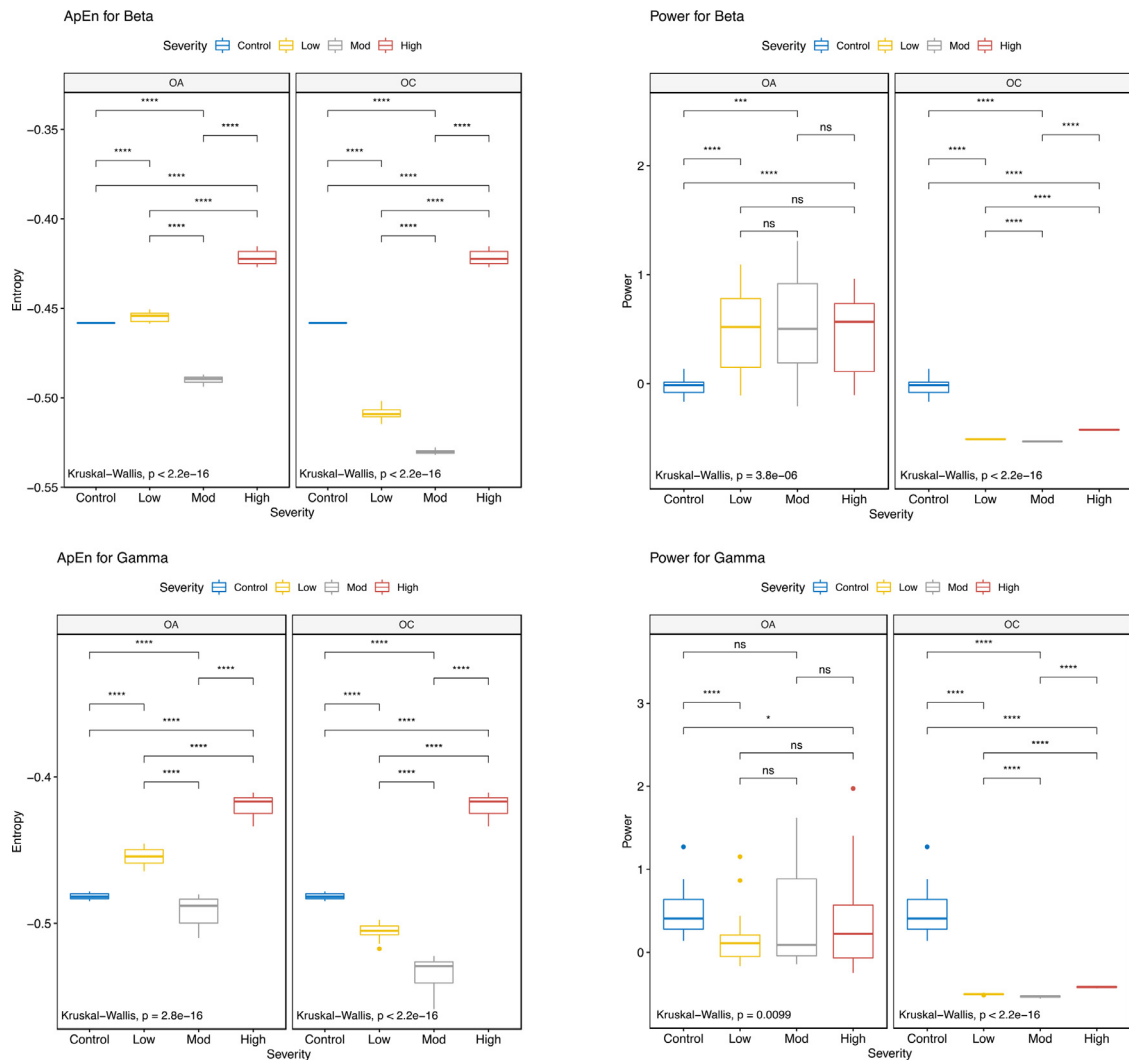 ApEn for Beta
Severity Control Low Mod High
OA OC
**** ****
**** ****
**** ****
**** ****
**** ****
**** ****
−0.35
−0.40
−0.45
−0.50
−0.55
Entropy
Kruskal−Wallis, p < 2.2e−16 Kruskal−Wallis, p < 2.2e−16
Control Low Mod High Control Low Mod High
Severity
Power for Beta
Severity Control Low Mod High
OA OC
*** ****
ns ****
**** ****
**** ****
ns ****
ns ****
2
1
0
Power
Kruskal−Wallis, p = 3.8e−06 Kruskal−Wallis, p < 2.2e−16
Control Low Mod High Control Low Mod High
Severity
ApEn for Gamma
Severity Control Low Mod High
OA OC
**** ****
**** ****
**** ****
**** ****
**** ****
**** ****
−0.4
−0.5
Entropy
Kruskal−Wallis, p = 2.8e−16 Kruskal−Wallis, p < 2.2e−16
Control Low Mod High Control Low Mod High
Severity
Power for Gamma
Severity Control Low Mod High
OA OC
ns ****
ns ****
**** ****
* ****
ns ****
ns ****
3
2
1
0
Power
Kruskal−Wallis, p = 0.0099 Kruskal−Wallis, p < 2.2e−16
Control Low Mod High Control Low Mod High
Severity